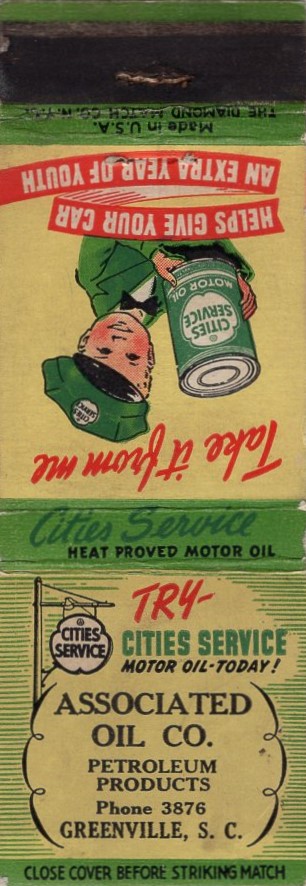 Made in U.S.A.
THE DIAMOND MATCH CO. N.Y.C.
Take it from me
CITIES
SERVICE
CITIES
SERVICE
MOTOR OIL
HELPS GIVE YOUR CAR
AN EXTRA YEAR OF YOUTH
Cities Service
HEAT PROVED MOTOR OIL
TRY-
CITIES SERVICE
MOTOR OIL-TODAY!
CITIES
SERVICE
ASSOCIATED
OIL CO.
PETROLEUM
PRODUCTS
Phone 3876
GREENVILLE, S. C.
CLOSE COVER BEFORE STRIKING MATCH